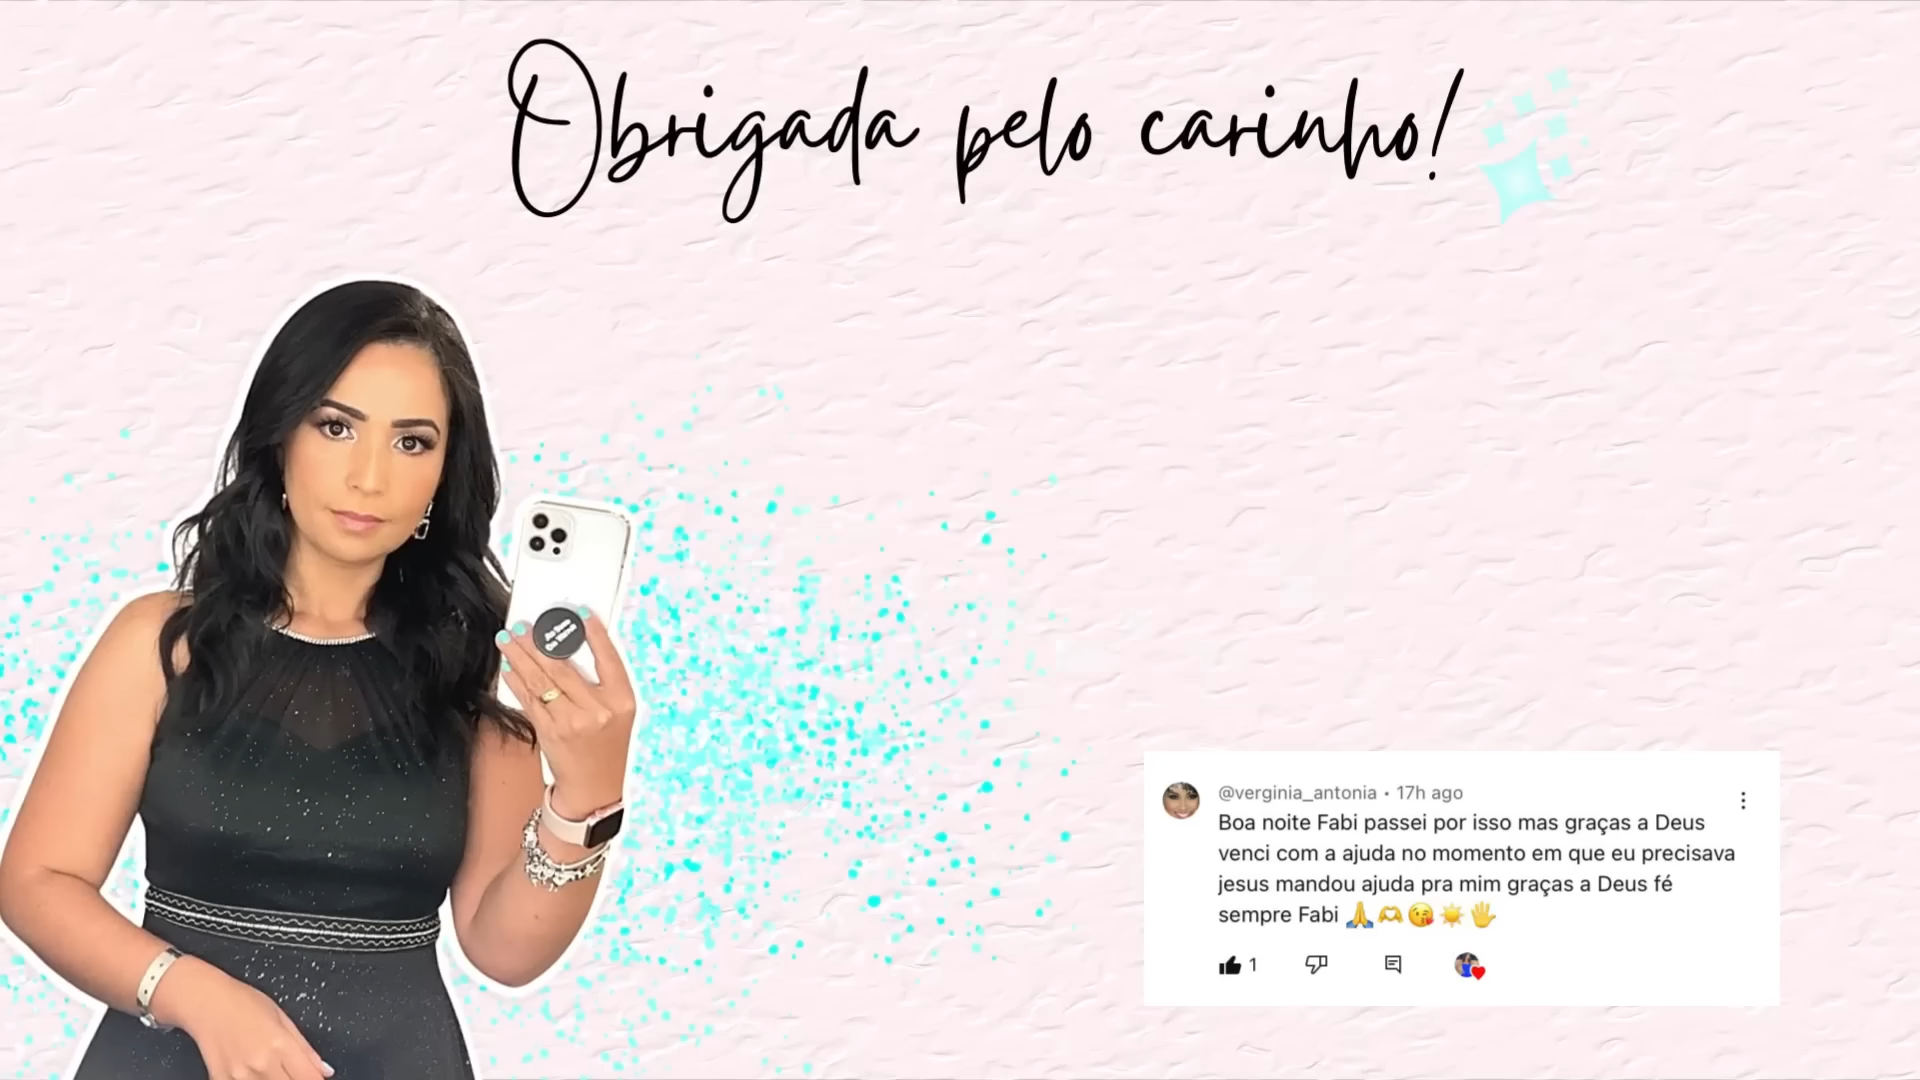 Obrigada pelo carinho!
@verginia_antonia • 17h ago
Boa noite Fabi passei por isso mas graças a Deus
venci com a ajuda no momento em que eu precisava
jesus mandou ajuda pra mim graças a Deus fé
sempre Fabi 🙏🫶😘☀️🖐️
1